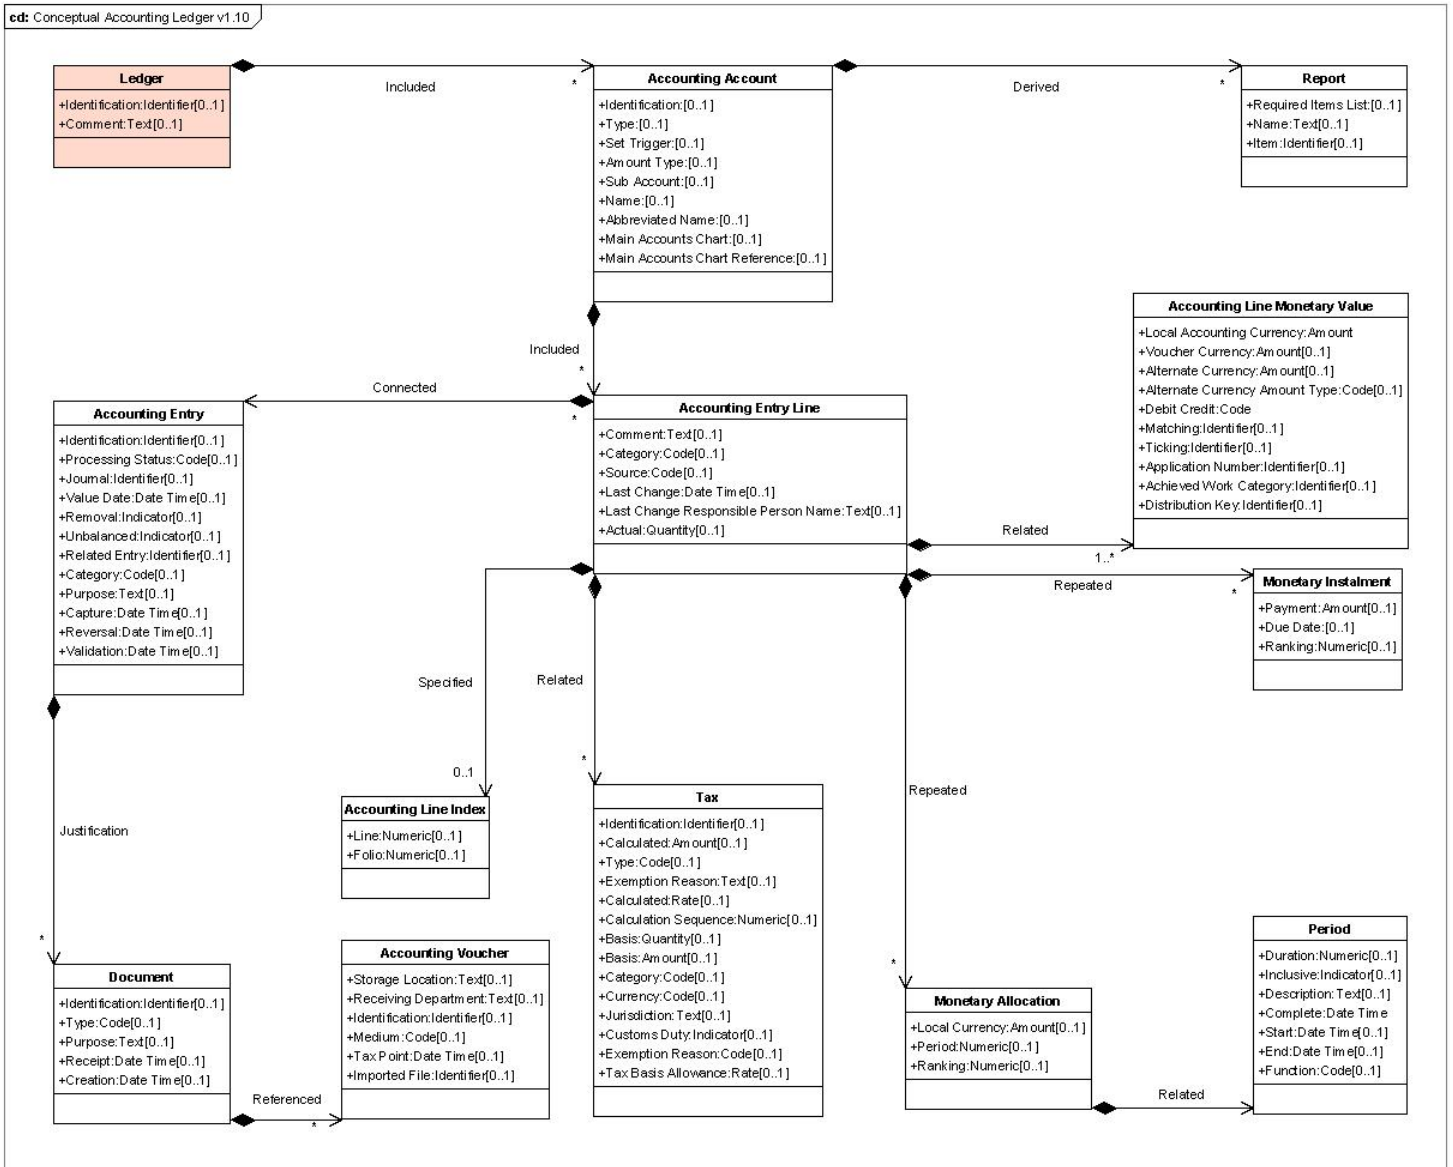 cd: Conceptual Accounting Ledger v1.10
Ledger
+Identification:Identifier[0..1]
+Comment:Text[0..1]
Included
*
Accounting Account
+Identification:[0..1]
+Type:[0..1]
+Set Trigger:[0..1]
+Amount Type:[0..1]
+Sub Account:[0..1]
+Name:[0..1]
+Abbreviated Name:[0..1]
+Main Accounts Chart:[0..1]
+Main Accounts Chart Reference:[0..1]
Derived
*
Report
+Required Items List:[0..1]
+Name:Text[0..1]
+Item:Identifier[0..1]
Included
*
Accounting Line Monetary Value
+Local Accounting Currency:Amount
+Voucher Currency:Amount[0..1]
+Alternate Currency:Amount[0..1]
+Alternate Currency Amount Type:Code[0..1]
+Debit Credit:Code
+Matching:Identifier[0..1]
+Ticking:Identifier[0..1]
+Application Number:Identifier[0..1]
+Achieved Work Category:Identifier[0..1]
+Distribution Key:Identifier[0..1]
Connected
*
Accounting Entry
+Identification:Identifier[0..1]
+Processing Status:Code[0..1]
+Journal:Identifier[0..1]
+Value Date:Date Time[0..1]
+Removal:Indicator[0..1]
+Unbalanced:Indicator[0..1]
+Related Entry:Identifier[0..1]
+Category:Code[0..1]
+Purpose:Text[0..1]
+Capture:Date Time[0..1]
+Reversal:Date Time[0..1]
+Validation:Date Time[0..1]
Accounting Entry Line
+Comment:Text[0..1]
+Category:Code[0..1]
+Source:Code[0..1]
+Last Change:Date Time[0..1]
+Last Change Responsible Person Name:Text[0..1]
+Actual:Quantity[0..1]
Related
1..*
Repeated
*
Monetary Instalment
+Payment:Amount[0..1]
+Due Date:[0..1]
+Ranking:Numeric[0..1]
Specified
0..1
Related
*
Repeated
*
Justification
*
Accounting Line Index
+Line:Numeric[0..1]
+Folio:Numeric[0..1]
Tax
+Identification:Identifier[0..1]
+Calculated:Amount[0..1]
+Type:Code[0..1]
+Exemption Reason:Text[0..1]
+Calculated:Rate[0..1]
+Calculation Sequence:Numeric[0..1]
+Basis:Quantity[0..1]
+Basis:Amount[0..1]
+Category:Code[0..1]
+Currency:Code[0..1]
+Jurisdiction:Text[0..1]
+Customs Duty:Indicator[0..1]
+Exemption Reason:Code[0..1]
+Tax Basis Allowance:Rate[0..1]
Document
+Identification:Identifier[0..1]
+Type:Code[0..1]
+Purpose:Text[0..1]
+Receipt:Date Time[0..1]
+Creation:Date Time[0..1]
Referenced
*
Accounting Voucher
+Storage Location:Text[0..1]
+Receiving Department:Text[0..1]
+Identification:Identifier[0..1]
+Medium:Code[0..1]
+Tax Point:Date Time[0..1]
+Imported File:Identifier[0..1]
Monetary Allocation
+Local Currency:Amount[0..1]
+Period:Numeric[0..1]
+Ranking:Numeric[0..1]
Related
Period
+Duration:Numeric[0..1]
+Inclusive:Indicator[0..1]
+Description:Text[0..1]
+Complete:Date Time
+Start:Date Time[0..1]
+End:Date Time[0..1]
+Function:Code[0..1]